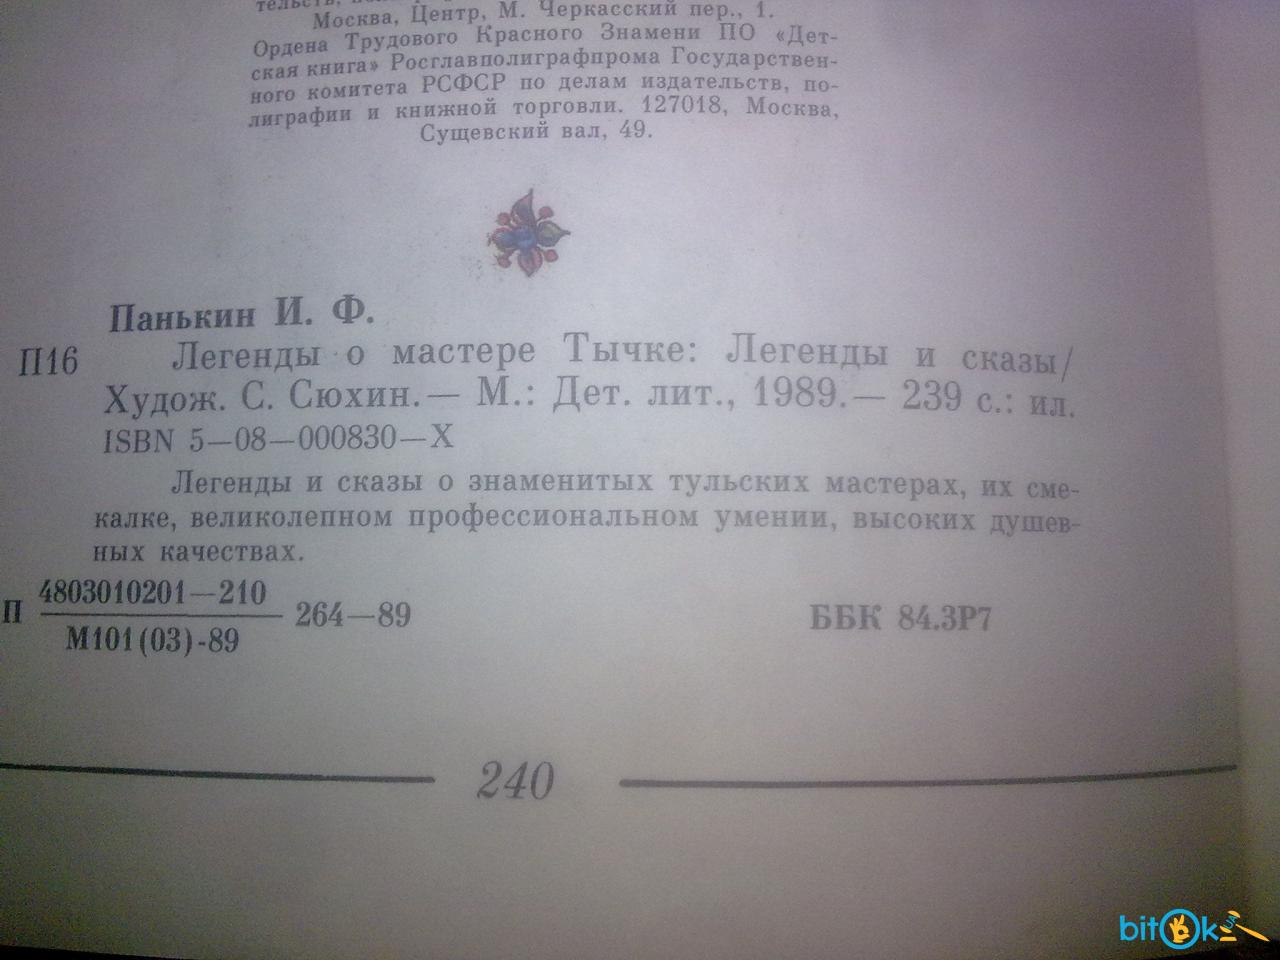 Москва, Центр, М. Черкасский пер., 1.
Ордена Трудового Красного Знамени ПО «Дет-
ская книга» Росглавполиграфпрома Государствен-
ного комитета РСФСР по делам издательств, по-
лиграфии и книжной торговли. 127018, Москва,
Сущевский вал, 49.
Панькин И. Ф.
П16 Легенды о мастере Тычке: Легенды и сказы/
Худож. С. Сюхин.— М.: Дет. лит., 1989.— 239 с.: ил.
ISBN 5—08—000830—X
Легенды и сказы о знаменитых тульских мастерах, их сме-
калке, великолепном профессиональном умении, высоких душев-
ных качествах.
4803010201—210
П 264—89
М101(03)-89
ББК 84.3Р7
240
bitOk UA